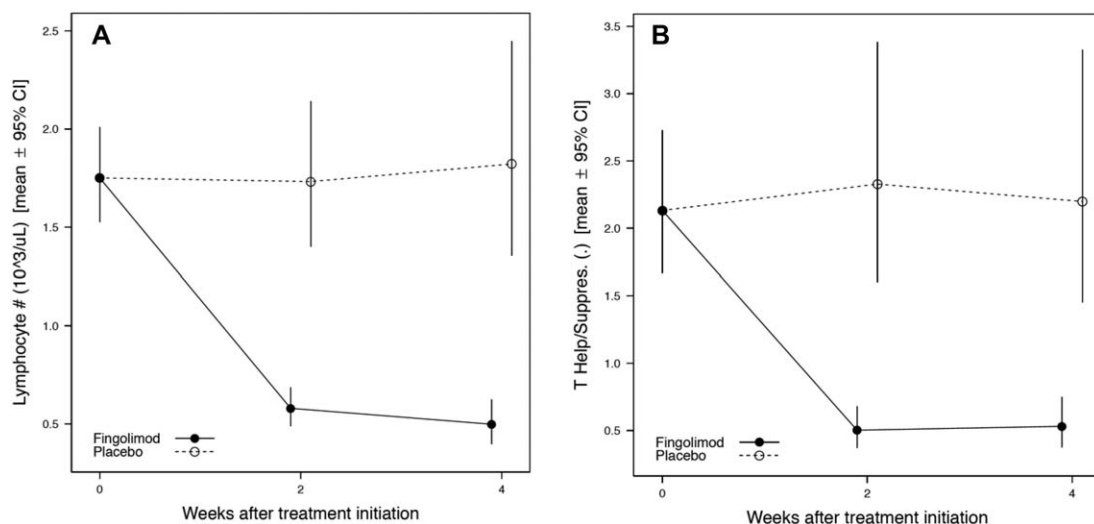 A
Lymphocyte # (10^3/uL) [mean ± 95% CI]
2.5
2.0
1.5
1.0
0.5
Fingolimod
Placebo
0
2
4
Weeks after treatment initiation
B
T Help/Suppres. (.) [mean ± 95% CI]
3.5
3.0
2.5
2.0
1.5
1.0
0.5
Fingolimod
Placebo
0
2
4
Weeks after treatment initiation